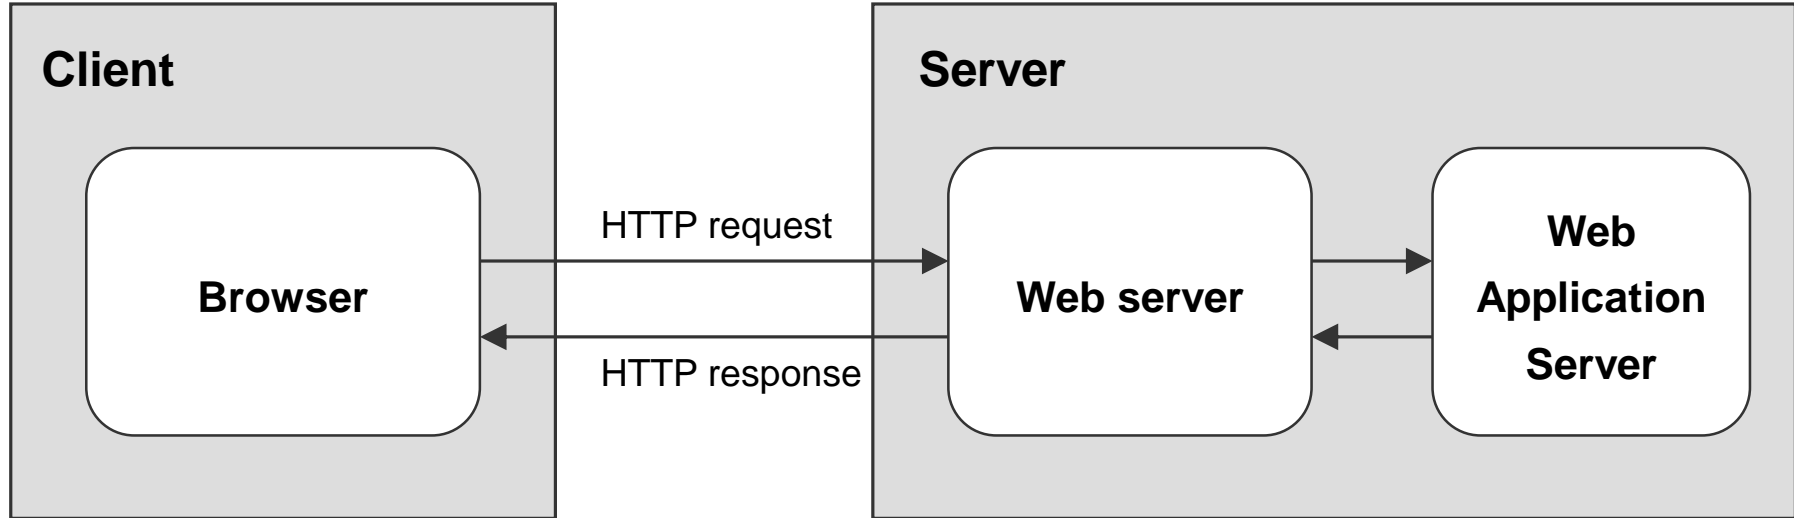 Client
Server
Browser
HTTP request
HTTP response
Web server
Web
Application
Server